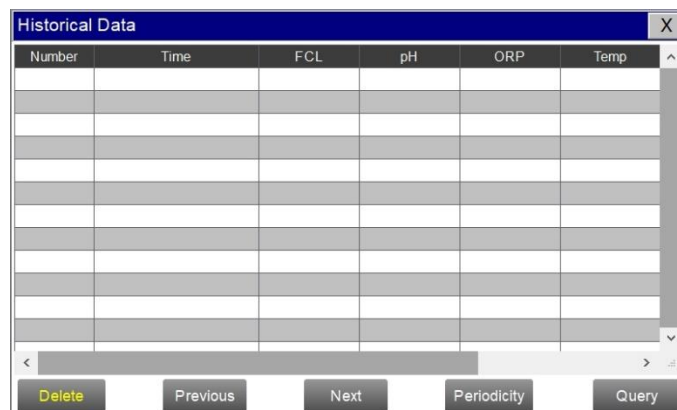 Historical Data X
Number Time FCL pH ORP Temp
Delete Previous Next Periodicity Query